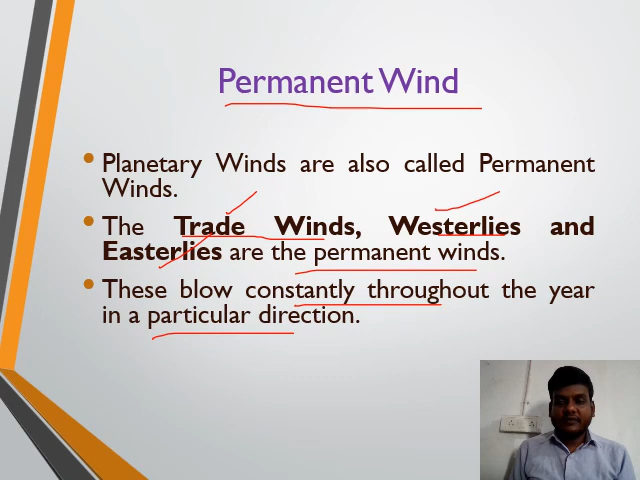 Permanent Wind
• Planetary Winds are also called Permanent
Winds.
• The Trade Winds, Westerlies and
Easterlies are the permanent winds.
• These blow constantly throughout the year
in a particular direction.